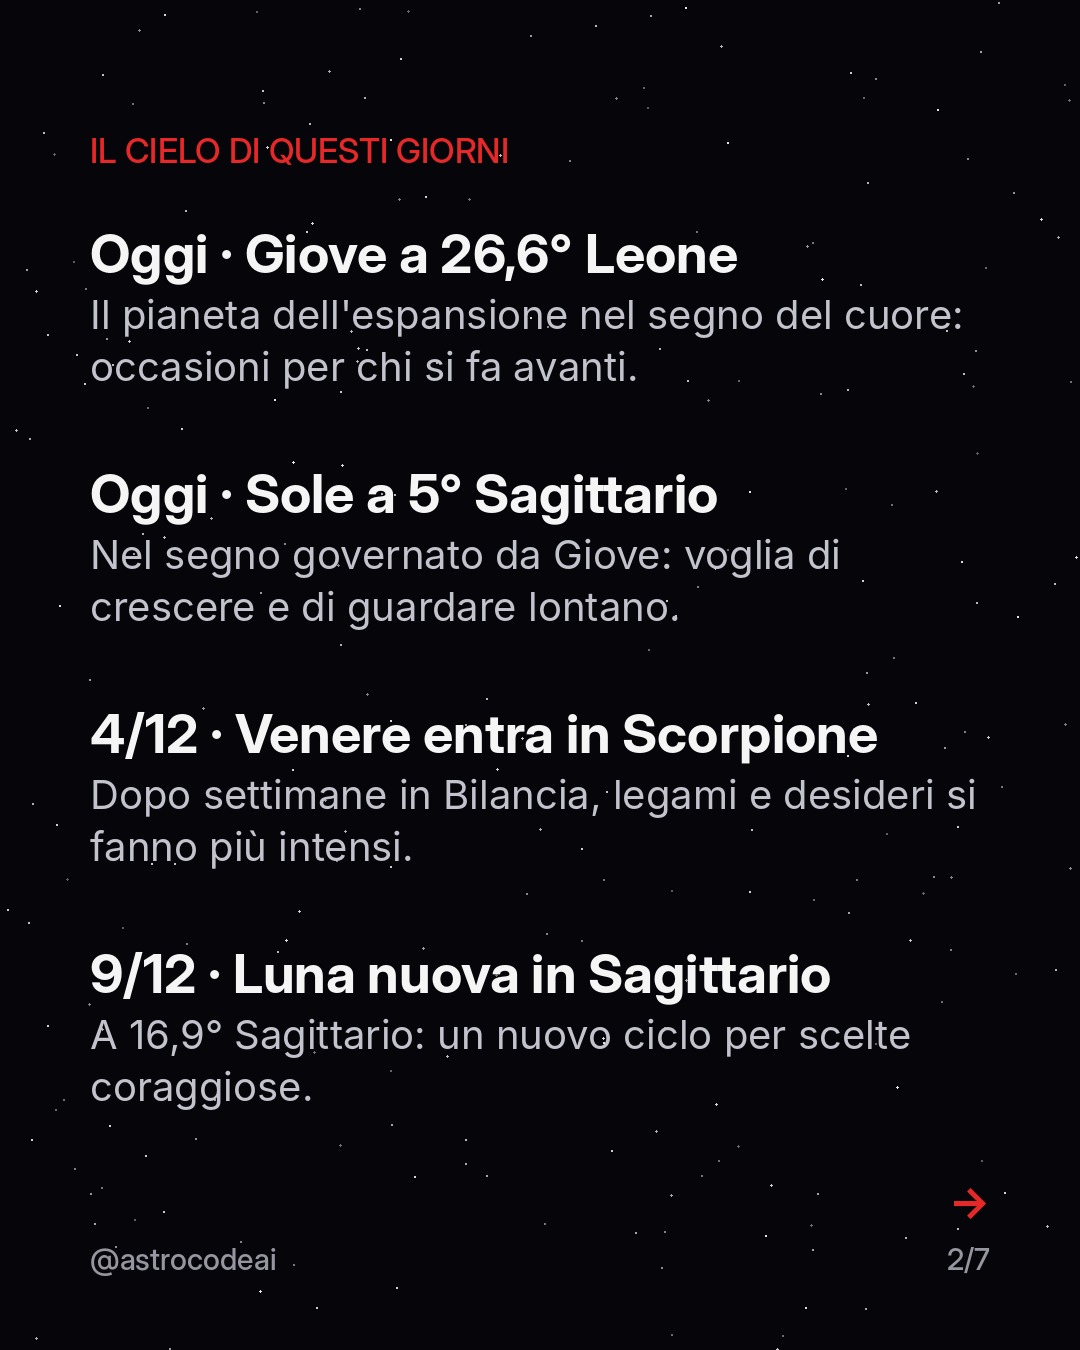 IL CIELO DI QUESTI GIORNI
Oggi · Giove a 26,6° Leone
Il pianeta dell'espansione nel segno del cuore:
occasioni per chi si fa avanti.
Oggi · Sole a 5° Sagittario
Nel segno governato da Giove: voglia di
crescere e di guardare lontano.
4/12 · Venere entra in Scorpione
Dopo settimane in Bilancia, legami e desideri si
fanno più intensi.
9/12 · Luna nuova in Sagittario
A 16,9° Sagittario: un nuovo ciclo per scelte
coraggiose.
→
@astrocodeai
2/7